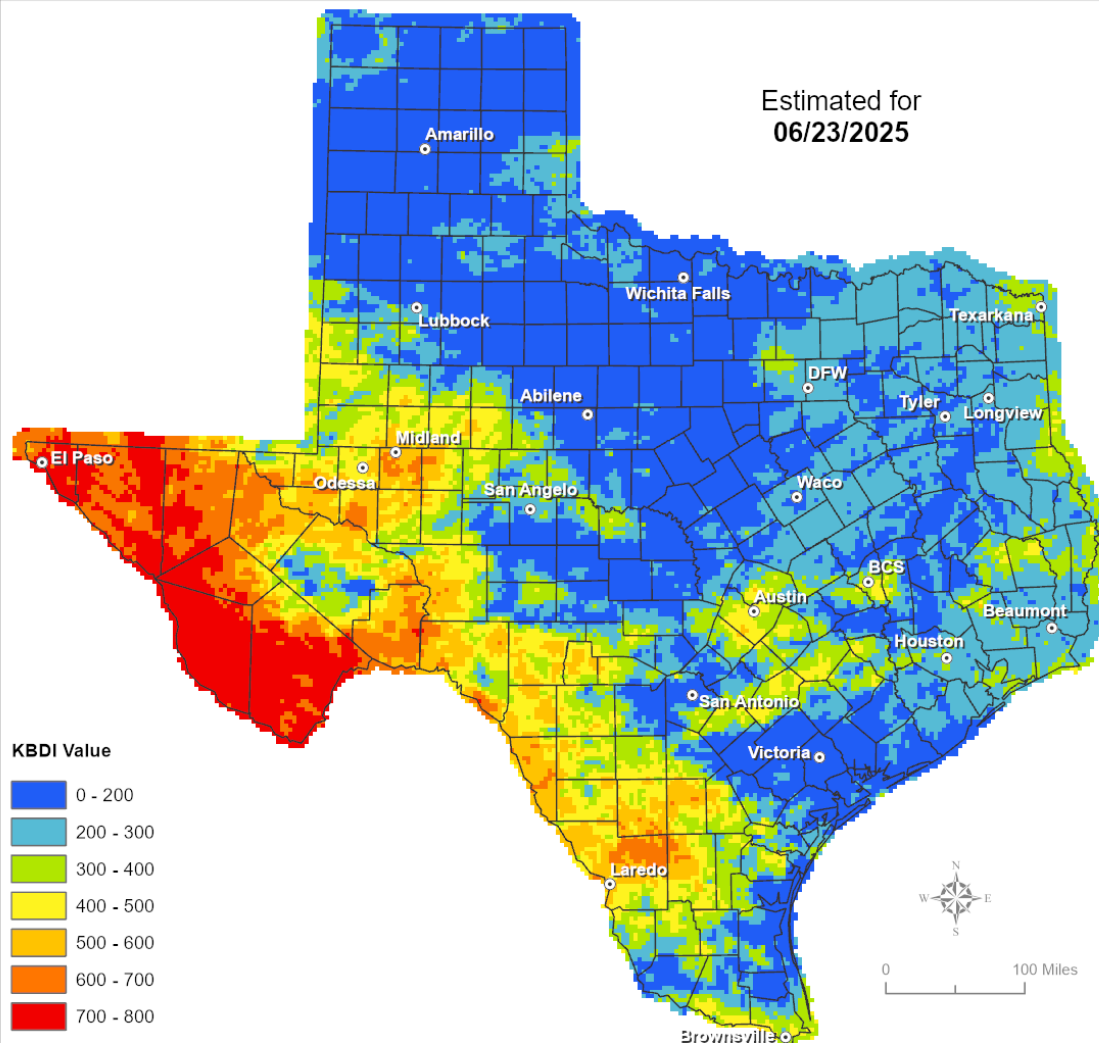 Estimated for
06/23/2025
Amarillo
Wichita Falls
Lubbock
Texarkana
DFW
Abilene
Tyler
Longview
Midland
El Paso
Odessa
San Angelo
Waco
BCS
Austin
Beaumont
Houston
San Antonio
Victoria
KBDI Value
0 - 200
200 - 300
300 - 400
400 - 500
500 - 600
600 - 700
700 - 800
Laredo
N
W E
S
0 100 Miles
Brownsville